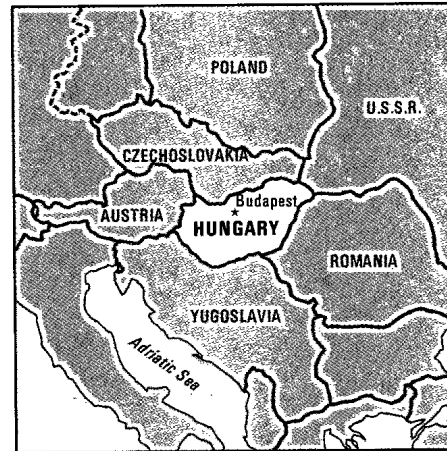 POLAND
U.S.S.R.
CZECHOSLOVAKIA
Budapest
AUSTRIA
HUNGARY
ROMANIA
YUGOSLAVIA
Adriatic Sea